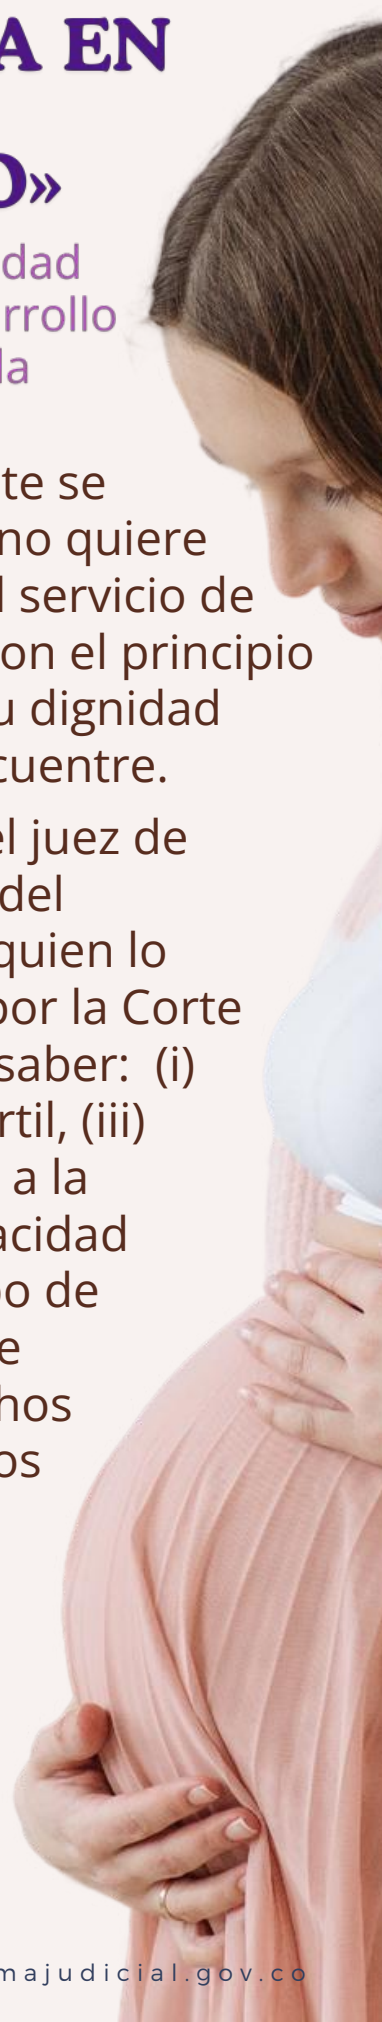 A EN
O»
dad
rrollo
la
te se
no quiere
l servicio de
on el principio
u dignidad
cuentre.
el juez de
del
quien lo
por la Corte
saber: (i)
rtil, (iii)
a la
acidad
po de
e
hos
os
majudicial.gov.co